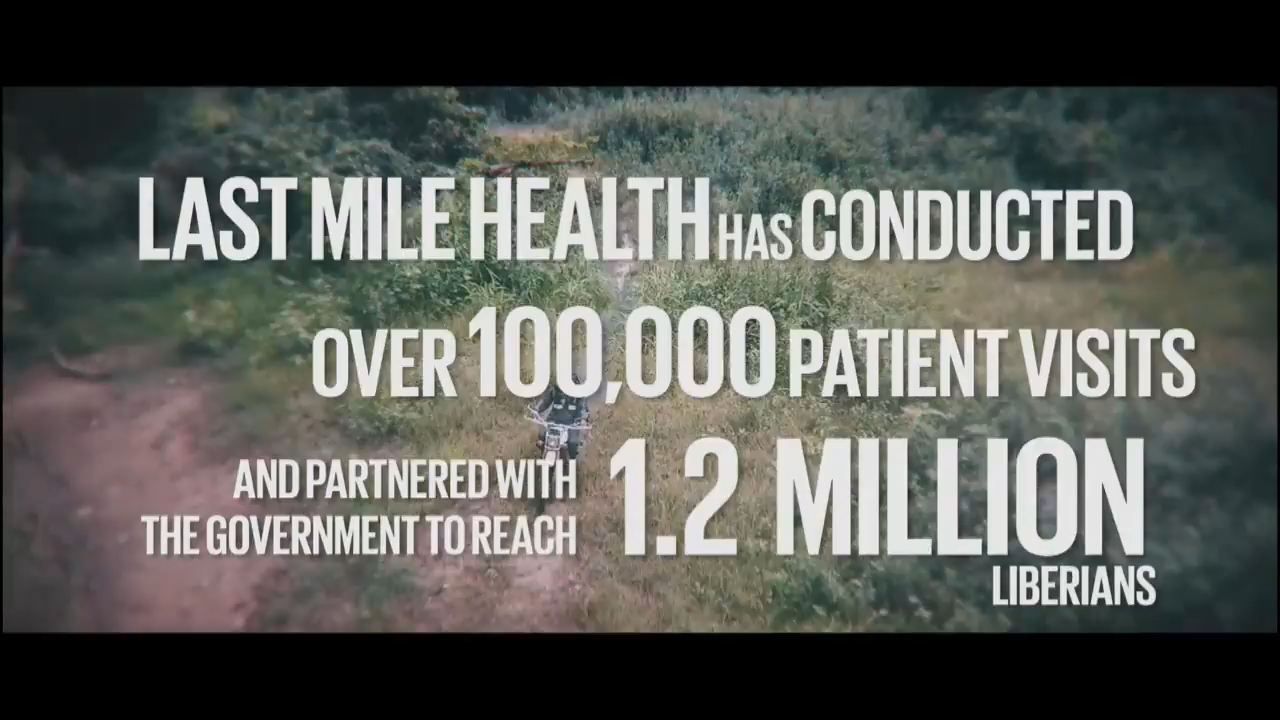 LAST MILE HEALTH HAS CONDUCTED
OVER 100,000 PATIENT VISITS
AND PARTNERED WITH
THE GOVERNMENT TO REACH
1.2 MILLION
LIBERIANS